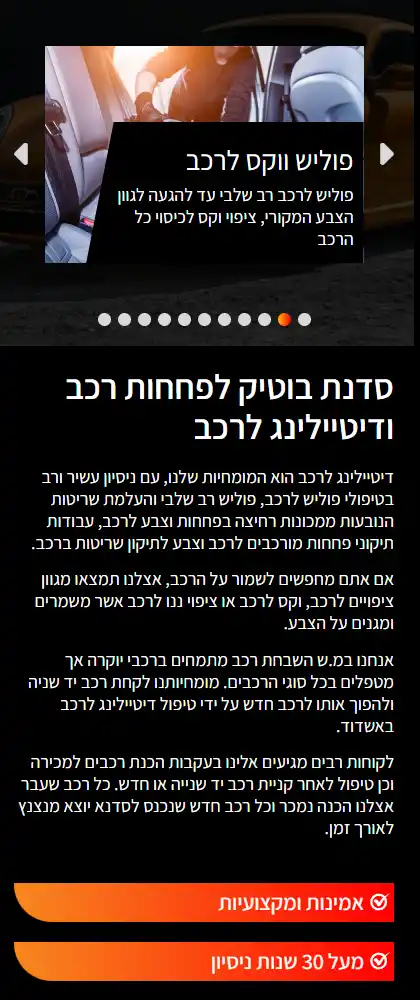 פוליש ווקס לרכב
פוליש לרכב רב שלבי עד להגעה לגוון
הצבע המקורי, ציפוי וקס לכיסוי כל
הרכב
סדנת בוטיק לפחחות רכב
ודיטיילינג לרכב
דיטיילינג לרכב הוא המומחיות שלנו, עם ניסיון עשיר ורב
בטיפולי פוליש לרכב, פוליש רב שלבי והעלמת שריטות
הנובעות ממכונות רחיצה בפחחות וצבע לרכב, עבודות
תיקוני פחחות מורכבים לרכב וצבע לתיקון שריטות ברכב.
אם אתם מחפשים לשמור על הרכב, אצלנו תמצאו מגוון
ציפויים לרכב, וקס לרכב או ציפוי ננו לרכב אשר משמרים
ומגנים על הצבע.
אנחנו במ.ש השבחת רכב מתמחים ברכבי יוקרה אך
מטפלים בכל סוגי הרכבים. מומחיותנו לקחת רכב יד שניה
ולהפוך אותו לרכב חדש על ידי טיפול דיטיילינג לרכב
באשדוד.
לקוחות רבים מגיעים אלינו בעקבות הכנת רכבים למכירה
וכן טיפול לאחר קניית רכב יד שנייה או חדש. כל רכב שעבר
אצלנו הכנה נמכר וכל רכב חדש שנכנס לסדנא יוצא מנצנץ
לאורך זמן.
אמינות ומקצועיות
מעל 30 שנות ניסיון